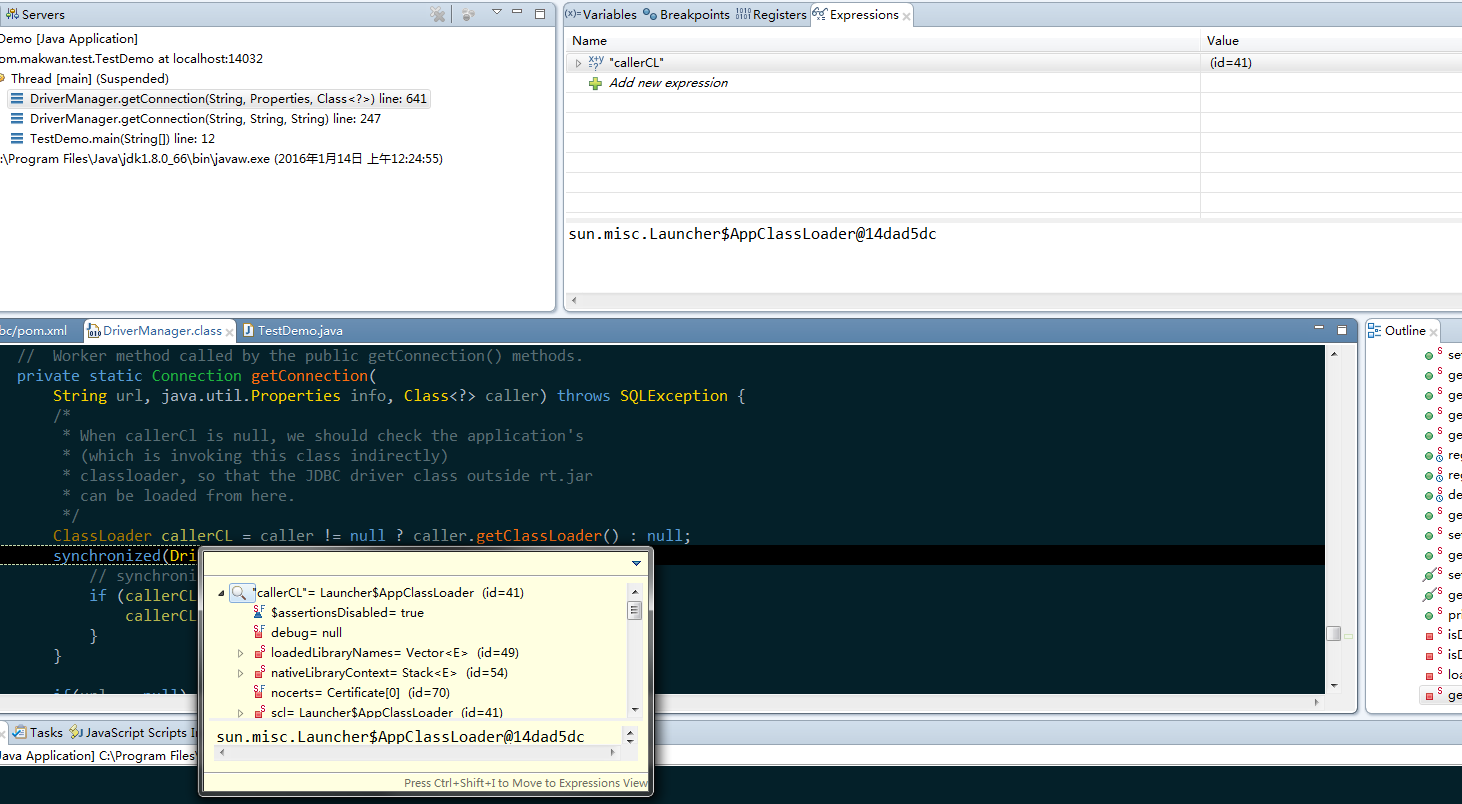 Servers
Demo [Java Application]
om.makwan.test.TestDemo at localhost:14032
Thread [main] (Suspended)
DriverManager.getConnection(String, Properties, Class<?>) line: 641
DriverManager.getConnection(String, String, String) line: 247
TestDemo.main(String[]) line: 12
:\Program Files\Java\jdk1.8.0_66\bin\javaw.exe (2016年1月14日 上午12:24:55)
(x)= Variables Breakpoints 1010 0101 Registers Expressions
Name Value
"callerCL" (id=41)
Add new expression
sun.misc.Launcher$AppClassLoader@14dad5dc
bc/pom.xml DriverManager.class TestDemo.java
// Worker method called by the public getConnection() methods.
private static Connection getConnection(
String url, java.util.Properties info, Class<?> caller) throws SQLException {
/*
* When callerCl is null, we should check the application's
* (which is invoking this class indirectly)
* classloader, so that the JDBC driver class outside rt.jar
* can be loaded from here.
*/
ClassLoader callerCL = caller != null ? caller.getClassLoader() : null;
synchronized(Dri
// synchroni
if (callerCL
callerCL
}
}
"callerCL"= Launcher$AppClassLoader (id=41)
$assertionsDisabled= true
debug= null
loadedLibraryNames= Vector<E> (id=49)
nativeLibraryContext= Stack<E> (id=54)
nocerts= Certificate[0] (id=70)
scl= Launcher$AppClassLoader (id=41)
sun.misc.Launcher$AppClassLoader@14dad5dc
Press Ctrl+Shift+I to Move to Expressions View
Outline
se
ge
ge
ge
ge
reg
reg
de
ge
se
ge
se
ge
pri
isD
isD
loa
ge
Tasks JavaScript Scripts I
Java Application] C:\Program Files